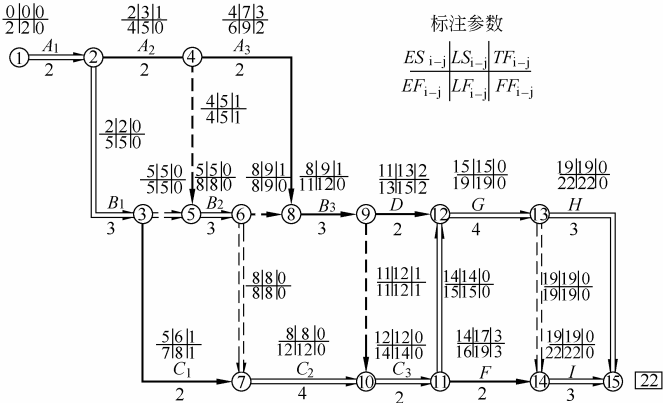 0|0|0 2|3|1 4|7|3 标注参数
2|2|0 4|5|0 6|9|2
① A1 ② A2 ④ A3 ES i-j | LS i-j | TF i-j
2 2 2 EF i-j | LF i-j | FF i-j
4|5|1
4|5|1
2|2|0
5|5|0
5|5|0 5|5|0 8|9|1 8|9|1 11|13|2 15|15|0 19|19|0
5|5|0 8|8|0 8|9|0 11|12|0 13|15|2 19|19|0 22|22|0
B1 ③ ⑤ B2 ⑥ ⑧ B3 ⑨ D ⑫ G ⑬ H
3 3 3 2 4 3
8|8|0 11|12|1 14|14|0 19|19|0
8|8|0 11|12|1 15|15|0 19|19|0
5|6|1 8|8|0 12|12|0 14|17|3 19|19|0
7|8|1 12|12|0 14|14|0 16|19|3 22|22|0
C1 ⑦ C2 ⑩ C3 ⑪ F ⑭ I ⑮ 22
2 4 2 2 3